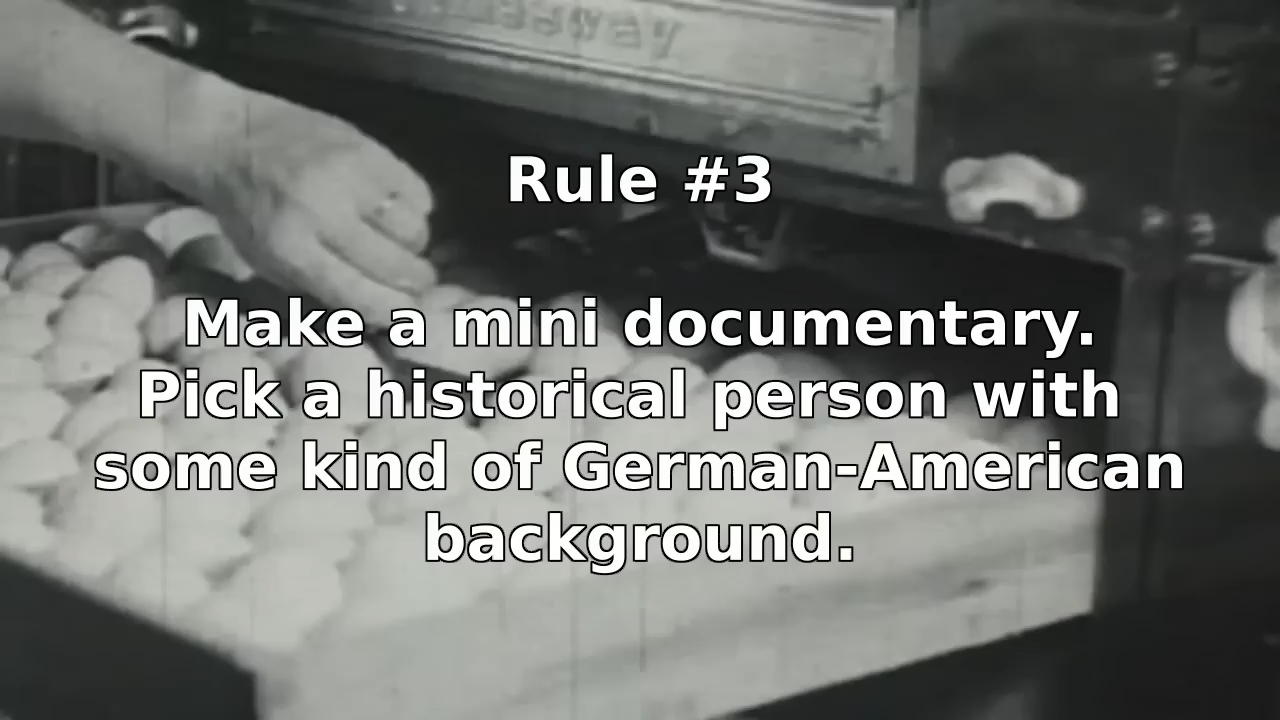 Rule #3
Make a mini documentary.
Pick a historical person with
some kind of German-American
background.